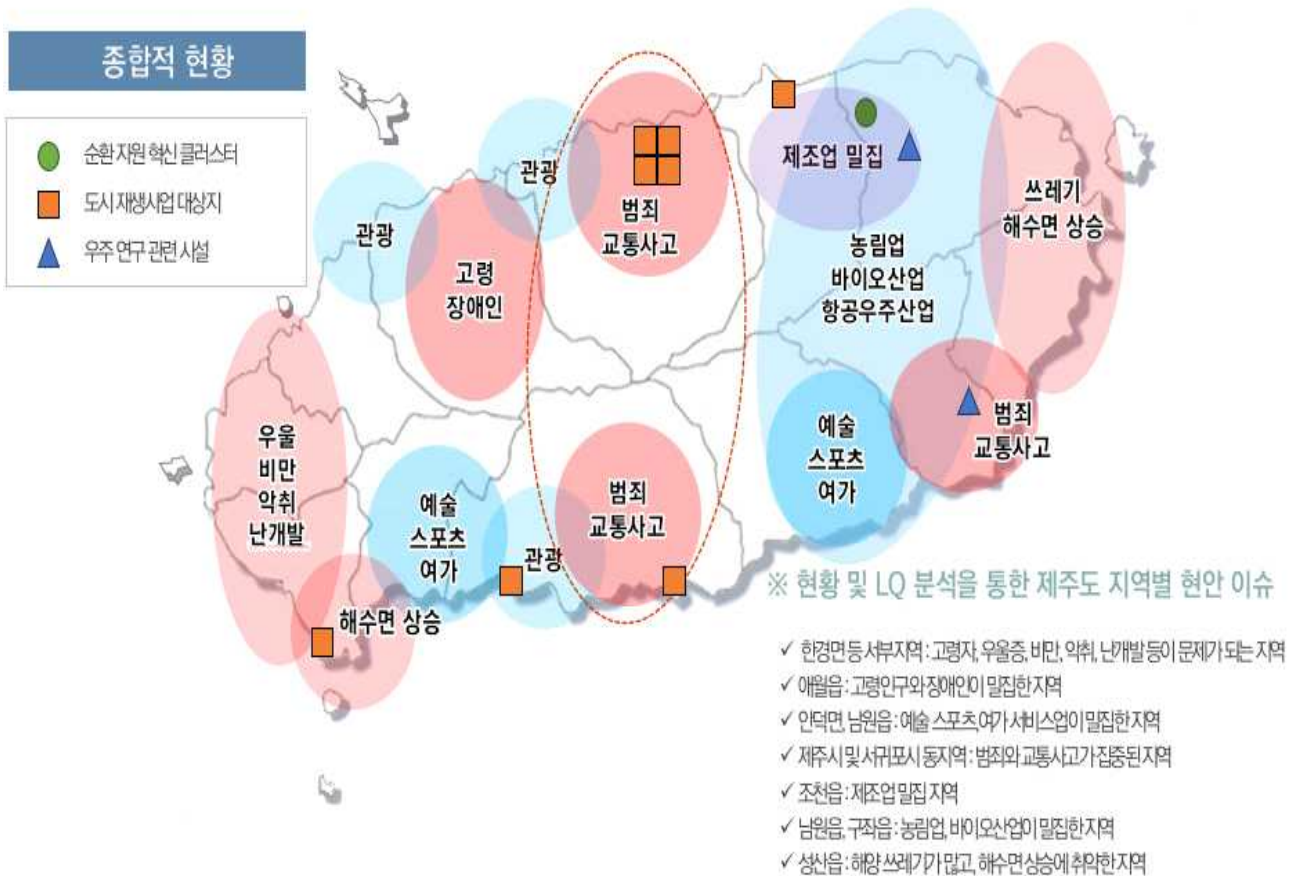 종합적 현황
순환 자원 혁신 클러스터
도시 재생사업 대상지
우주 연구 관련 시설
관광
관광
고령
장애인
범죄
교통사고
제조업 밀집
농림업
바이오산업
항공우주산업
쓰레기
해수면 상승
우울
비만
악취
난개발
예술
스포츠
여가
관광
범죄
교통사고
예술
스포츠
여가
범죄
교통사고
해수면 상승
※ 현황 및 LQ 분석을 통한 제주도 지역별 현안 이슈
✓ 한경면 등 서부지역 : 고령자, 우울증, 비만, 악취, 난개발 등이 문제가 되는 지역
✓ 애월읍 : 고령인구와 장애인이 밀집한 지역
✓ 안덕면, 남원읍 : 예술 스포츠, 여가 서비스업이 밀집한 지역
✓ 제주시 및 서귀포시 동지역 : 범죄와 교통사고가 집중된 지역
✓ 조천읍 : 제조업 밀집 지역
✓ 남원읍, 구좌읍 : 농림업, 바이오산업이 밀집한 지역
✓ 성산읍 : 해양 쓰레기가 많고, 해수면 상승에 취약한 지역